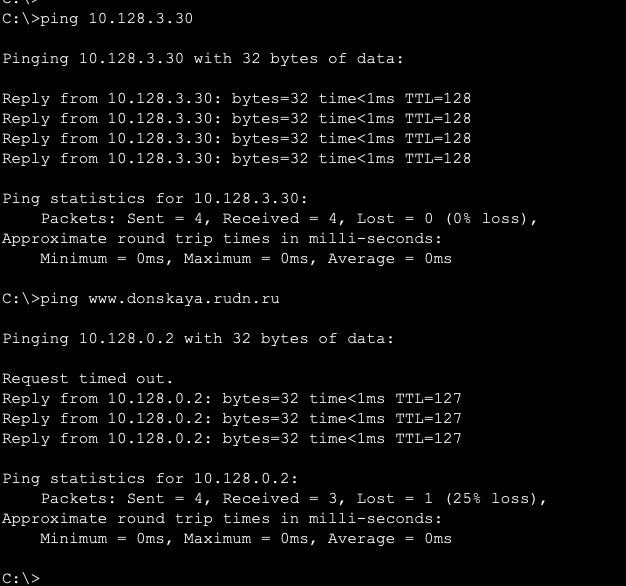 C:\>
C:\>ping 10.128.3.30
Pinging 10.128.3.30 with 32 bytes of data:
Reply from 10.128.3.30: bytes=32 time<1ms TTL=128
Reply from 10.128.3.30: bytes=32 time<1ms TTL=128
Reply from 10.128.3.30: bytes=32 time<1ms TTL=128
Reply from 10.128.3.30: bytes=32 time<1ms TTL=128
Ping statistics for 10.128.3.30:
    Packets: Sent = 4, Received = 4, Lost = 0 (0% loss),
Approximate round trip times in milli-seconds:
    Minimum = 0ms, Maximum = 0ms, Average = 0ms
C:\>ping www.donskaya.rudn.ru
Pinging 10.128.0.2 with 32 bytes of data:
Request timed out.
Reply from 10.128.0.2: bytes=32 time<1ms TTL=127
Reply from 10.128.0.2: bytes=32 time<1ms TTL=127
Reply from 10.128.0.2: bytes=32 time<1ms TTL=127
Ping statistics for 10.128.0.2:
    Packets: Sent = 4, Received = 3, Lost = 1 (25% loss),
Approximate round trip times in milli-seconds:
    Minimum = 0ms, Maximum = 0ms, Average = 0ms
C:\>